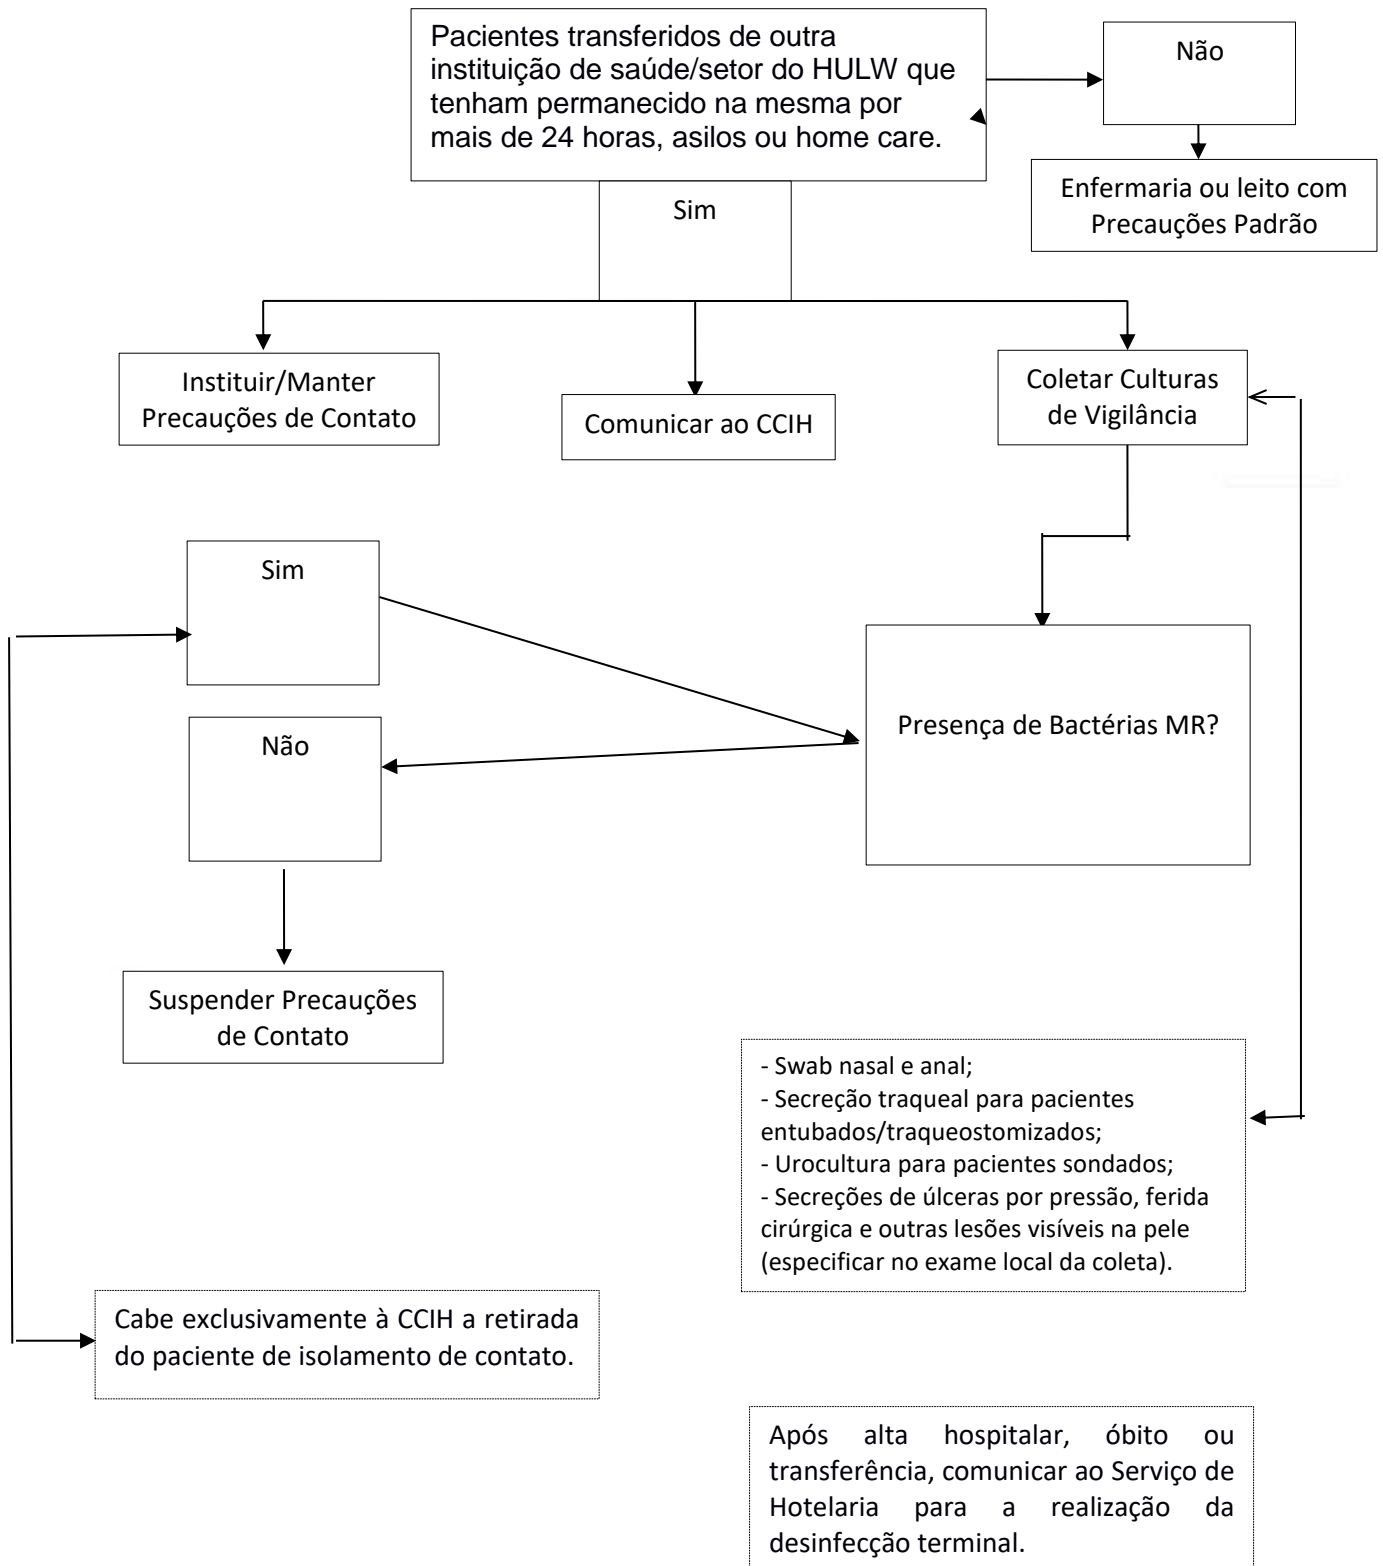 Pacientes transferidos de outra
instituição de saúde/setor do HULW que
tenham permanecido na mesma por
mais de 24 horas, asilos ou home care.
Não
Enfermaria ou leito com
Precauções Padrão
Sim
Instituir/Manter
Precauções de Contato
Comunicar ao CCIH
Coletar Culturas
de Vigilância
Sim
Presença de Bactérias MR?
Não
Suspender Precauções
de Contato
- Swab nasal e anal;
- Secreção traqueal para pacientes
entubados/traqueostomizados;
- Urocultura para pacientes sondados;
- Secreções de úlceras por pressão, ferida
cirúrgica e outras lesões visíveis na pele
(especificar no exame local da coleta).
Cabe exclusivamente à CCIH a retirada
do paciente de isolamento de contato.
Após alta hospitalar, óbito ou
transferência, comunicar ao Serviço de
Hotelaria para a realização da
desinfecção terminal.